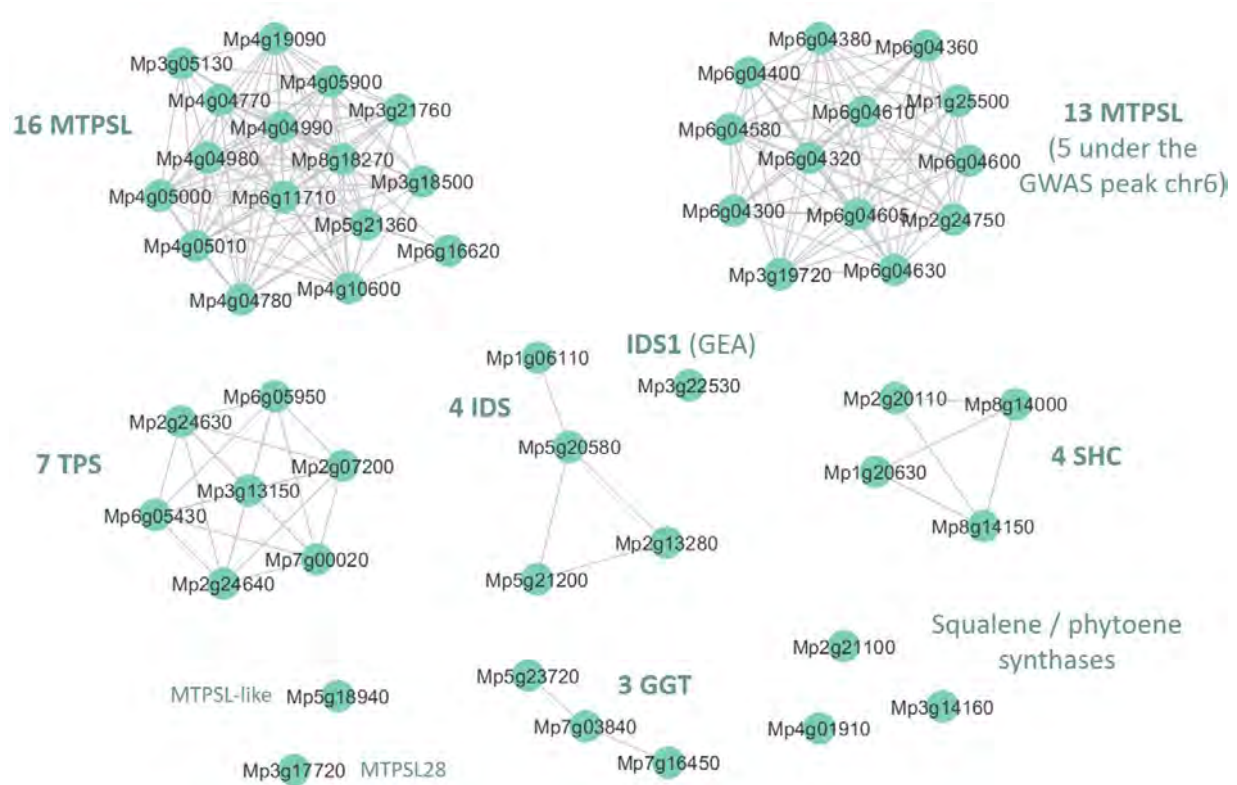 16 MTPSL
Mp4g19090
Mp3g05130
Mp4g05900
Mp4g04770
Mp3g21760
Mp4g04990
Mp4g04980
Mp8g18270
Mp3g18500
Mp4g05000
Mp6g11710
Mp5g21360
Mp4g05010
Mp6g16620
Mp4g04780
Mp4g10600
13 MTPSL
(5 under the
GWAS peak chr6)
Mp6g04380
Mp6g04360
Mp6g04400
Mp1g25500
Mp6g04610
Mp6g04580
Mp6g04320
Mp6g04600
Mp6g04300
Mp6g04605
Mp2g24750
Mp3g19720
Mp6g04630
7 TPS
Mp6g05950
Mp2g24630
Mp2g07200
Mp3g13150
Mp6g05430
Mp7g00020
Mp2g24640
4 IDS
Mp1g06110
Mp5g20580
Mp2g13280
Mp5g21200
IDS1 (GEA)
Mp3g22530
4 SHC
Mp2g20110
Mp8g14000
Mp1g20630
Mp8g14150
MTPSL-like
Mp5g18940
Mp3g17720
MTPSL28
3 GGT
Mp5g23720
Mp7g03840
Mp7g16450
Squalene / phytoene
synthases
Mp2g21100
Mp3g14160
Mp4g01910